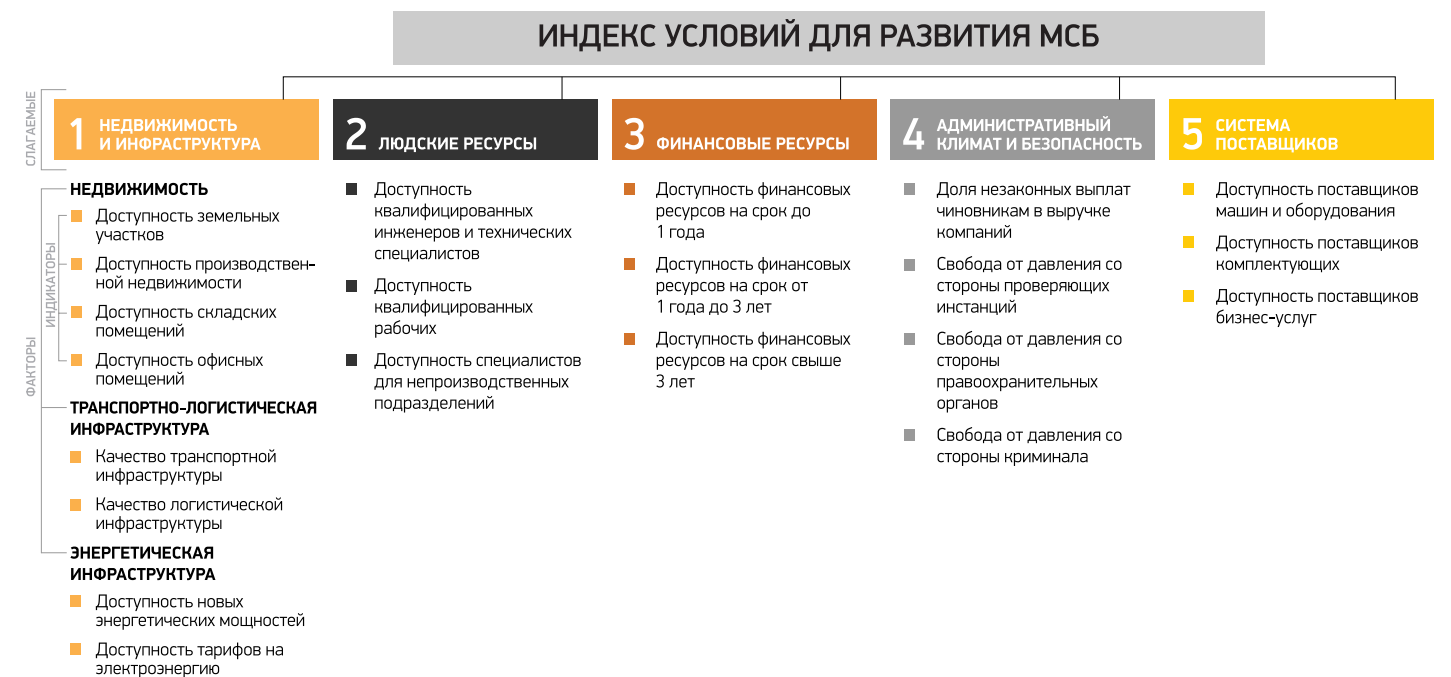 ИНДЕКС УСЛОВИЙ ДЛЯ РАЗВИТИЯ МСБ
СЛАГАЕМЫЕ
1 НЕДВИЖИМОСТЬ
И ИНФРАСТРУКТУРА
ФАКТОРЫ
ИНДИКАТОРЫ
НЕДВИЖИМОСТЬ
Доступность земельных
участков
Доступность производствен-
ной недвижимости
Доступность складских
помещений
Доступность офисных
помещений
ТРАНСПОРТНО-ЛОГИСТИЧЕСКАЯ
ИНФРАСТРУКТУРА
Качество транспортной
инфраструктуры
Качество логистической
инфраструктуры
ЭНЕРГЕТИЧЕСКАЯ
ИНФРАСТРУКТУРА
Доступность новых
энергетических мощностей
Доступность тарифов на
электроэнергию
2 ЛЮДСКИЕ РЕСУРСЫ
Доступность
квалифицированных
инженеров и технических
специалистов
Доступность
квалифицированных
рабочих
Доступность специалистов
для непроизводственных
подразделений
3 ФИНАНСОВЫЕ РЕСУРСЫ
Доступность финансовых
ресурсов на срок до
1 года
Доступность финансовых
ресурсов на срок от
1 года до 3 лет
Доступность финансовых
ресурсов на срок свыше
3 лет
4 АДМИНИСТРАТИВНЫЙ
КЛИМАТ И БЕЗОПАСНОСТЬ
Доля незаконных выплат
чиновникам в выручке
компаний
Свобода от давления со
стороны проверяющих
инстанций
Свобода от давления со
стороны
правоохранительных
органов
Свобода от давления со
стороны криминала
5 СИСТЕМА
ПОСТАВЩИКОВ
Доступность поставщиков
машин и оборудования
Доступность поставщиков
комплектующих
Доступность поставщиков
бизнес-услуг